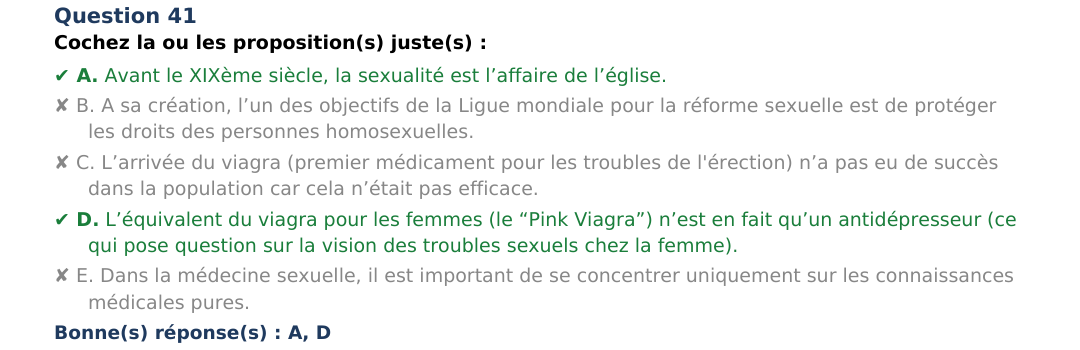 Question 41
Cochez la ou les proposition(s) juste(s) :
✔ A. Avant le XIXème siècle, la sexualité est l’affaire de l’église.
✘ B. A sa création, l’un des objectifs de la Ligue mondiale pour la réforme sexuelle est de protéger
les droits des personnes homosexuelles.
✘ C. L’arrivée du viagra (premier médicament pour les troubles de l'érection) n’a pas eu de succès
dans la population car cela n’était pas efficace.
✔ D. L’équivalent du viagra pour les femmes (le “Pink Viagra”) n’est en fait qu’un antidépresseur (ce
qui pose question sur la vision des troubles sexuels chez la femme).
✘ E. Dans la médecine sexuelle, il est important de se concentrer uniquement sur les connaissances
médicales pures.
Bonne(s) réponse(s) : A, D